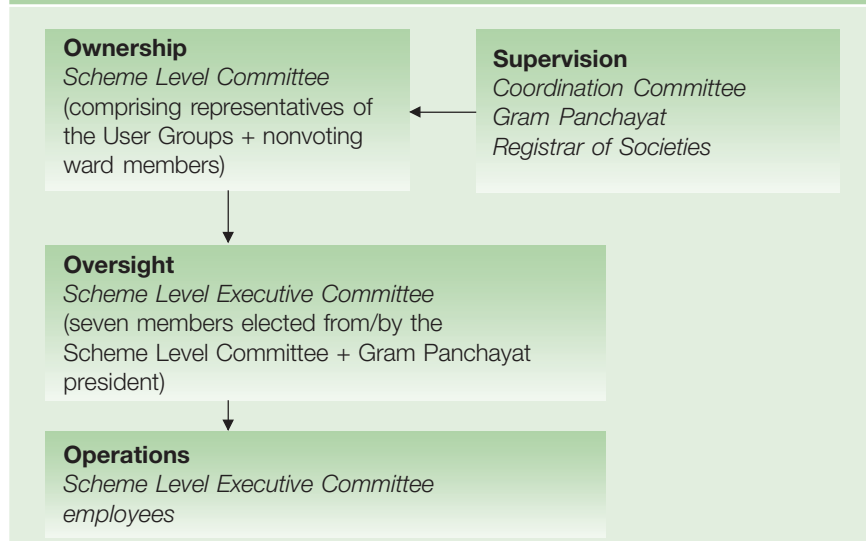 Ownership
Scheme Level Committee
(comprising representatives of
the User Groups + nonvoting
ward members)
Supervision
Coordination Committee
Gram Panchayat
Registrar of Societies
Oversight
Scheme Level Executive Committee
(seven members elected from/by the
Scheme Level Committee + Gram Panchayat
president)
Operations
Scheme Level Executive Committee
employees